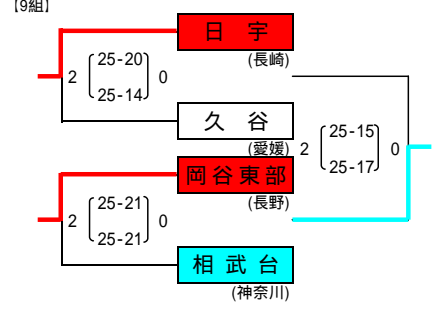 【9組】
日 宇
(長崎)
2 25-20 0
25-14
久 谷
(愛媛)
2 25-15 0
25-17
岡谷東部
(長野)
2 25-21 0
25-21
相武台
(神奈川)